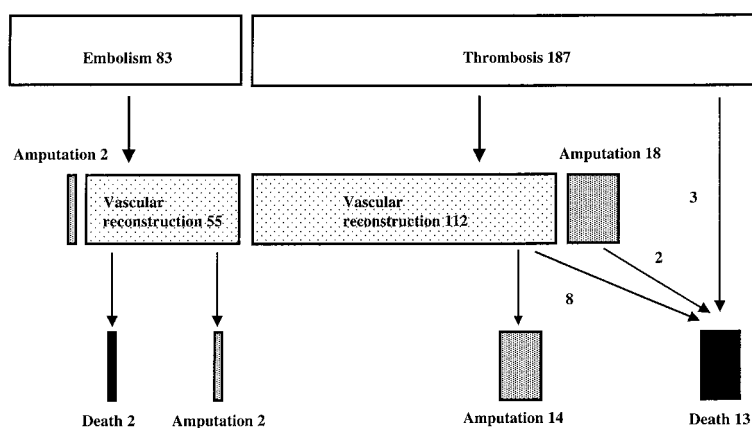 Embolism 83
Thrombosis 187
Amputation 2
Amputation 18
Vascular
reconstruction 55
Vascular
reconstruction 112
3
2
8
Death 2
Amputation 2
Amputation 14
Death 13